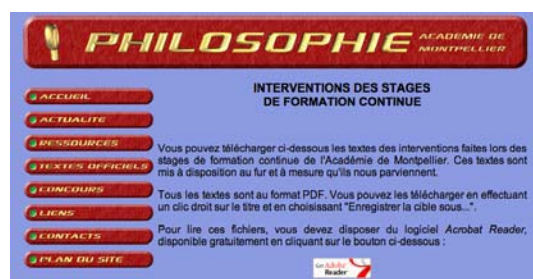 PHILOSOPHIE
ACADEMIE DE
MONTPELLIER
ACCUEIL
ACTUALITE
RESSOURCES
TEXTES OFFICIELS
CONCOURS
LIENS
CONTACTS
PLAN DU SITE
INTERVENTIONS DES STAGES
DE FORMATION CONTINUE
Vous pouvez télécharger ci-dessous les textes des interventions faites lors des
stages de formation continue de l'Académie de Montpellier. Ces textes sont
mis à disposition au fur et à mesure qu'ils nous parviennent.
Tous les textes sont au format PDF. Vous pouvez les télécharger en effectuant
un clic droit sur le titre et en choisissant "Enregistrer la cible sous...".
Pour lire ces fichiers, vous devez disposer du logiciel Acrobat Reader,
disponible gratuitement en cliquant sur le bouton ci-dessous :
Get Adobe
Reader